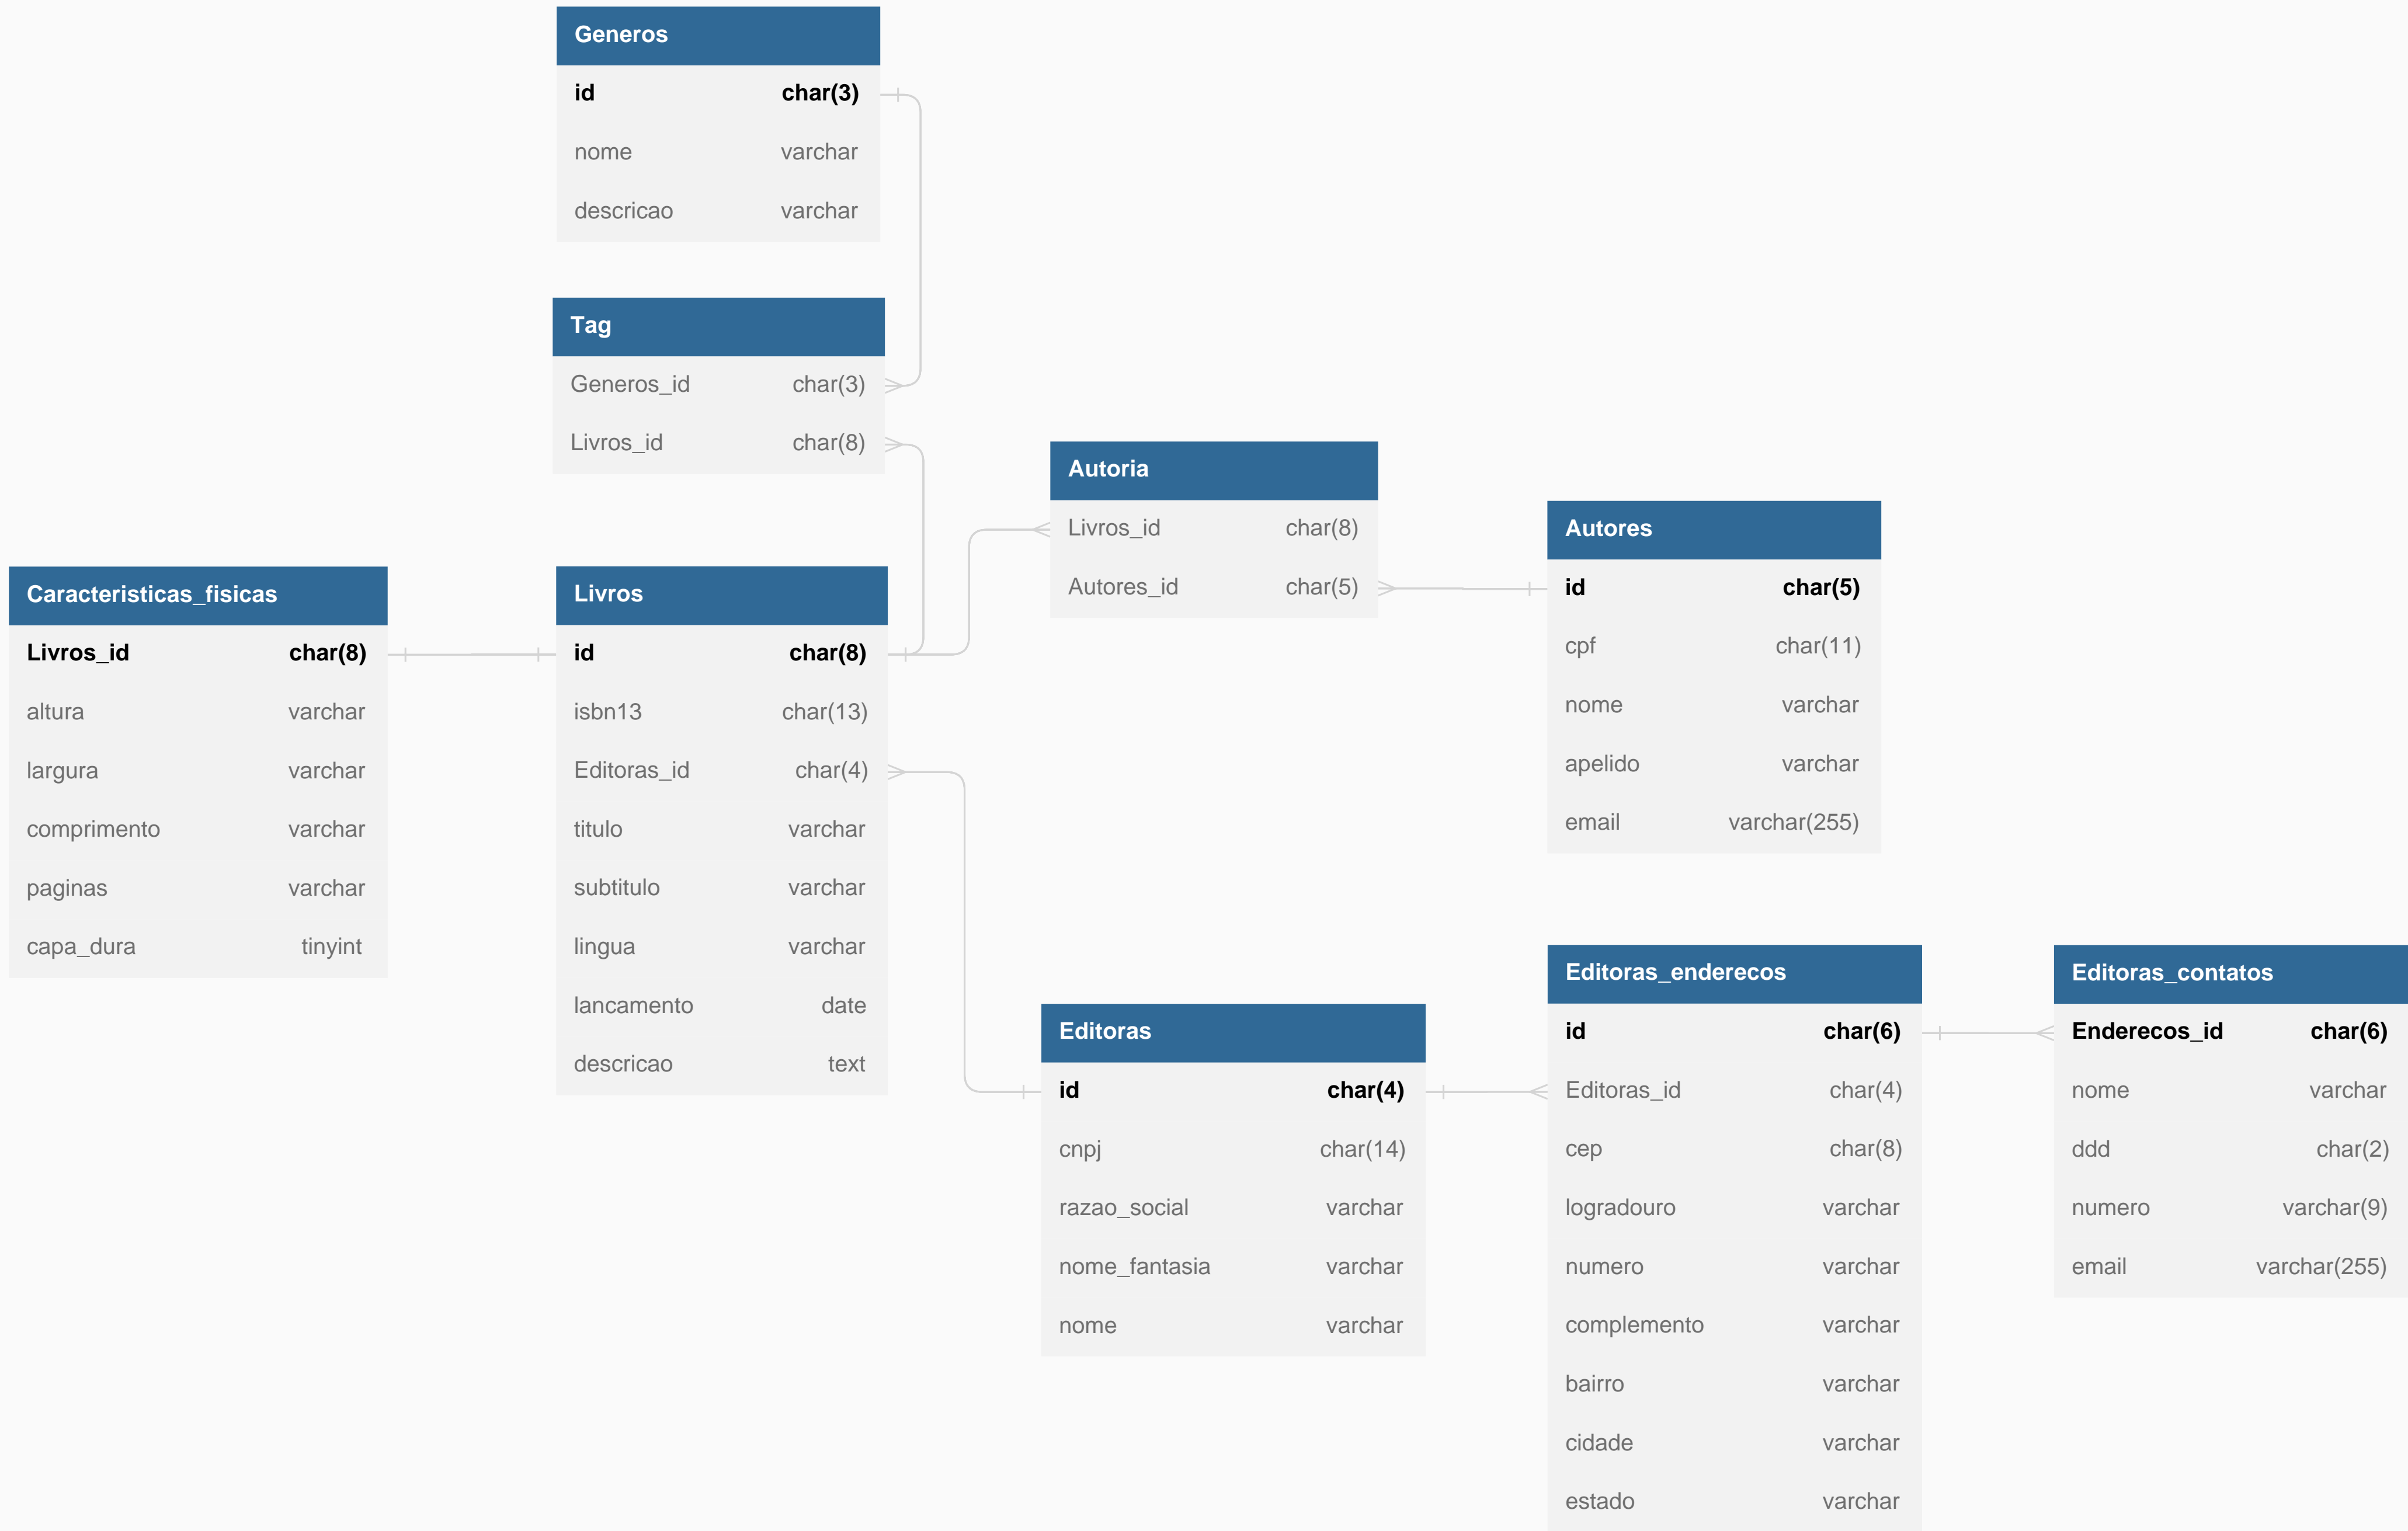 Generos
id char(3)
nome varchar
descricao varchar
Tag
Generos_id char(3)
Livros_id char(8)
Autoria
Livros_id char(8)
Autores_id char(5)
Autores
id char(5)
cpf char(11)
nome varchar
apelido varchar
email varchar(255)
Caracteristicas_fisicas
Livros_id char(8)
altura varchar
largura varchar
comprimento varchar
paginas varchar
capa_dura tinyint
Livros
id char(8)
isbn13 char(13)
Editoras_id char(4)
titulo varchar
subtitulo varchar
lingua varchar
lancamento date
descricao text
Editoras
id char(4)
cnpj char(14)
razao_social varchar
nome_fantasia varchar
nome varchar
Editoras_enderecos
id char(6)
Editoras_id char(4)
cep char(8)
logradouro varchar
numero varchar
complemento varchar
bairro varchar
cidade varchar
estado varchar
Editoras_contatos
Enderecos_id char(6)
nome varchar
ddd char(2)
numero varchar(9)
email varchar(255)